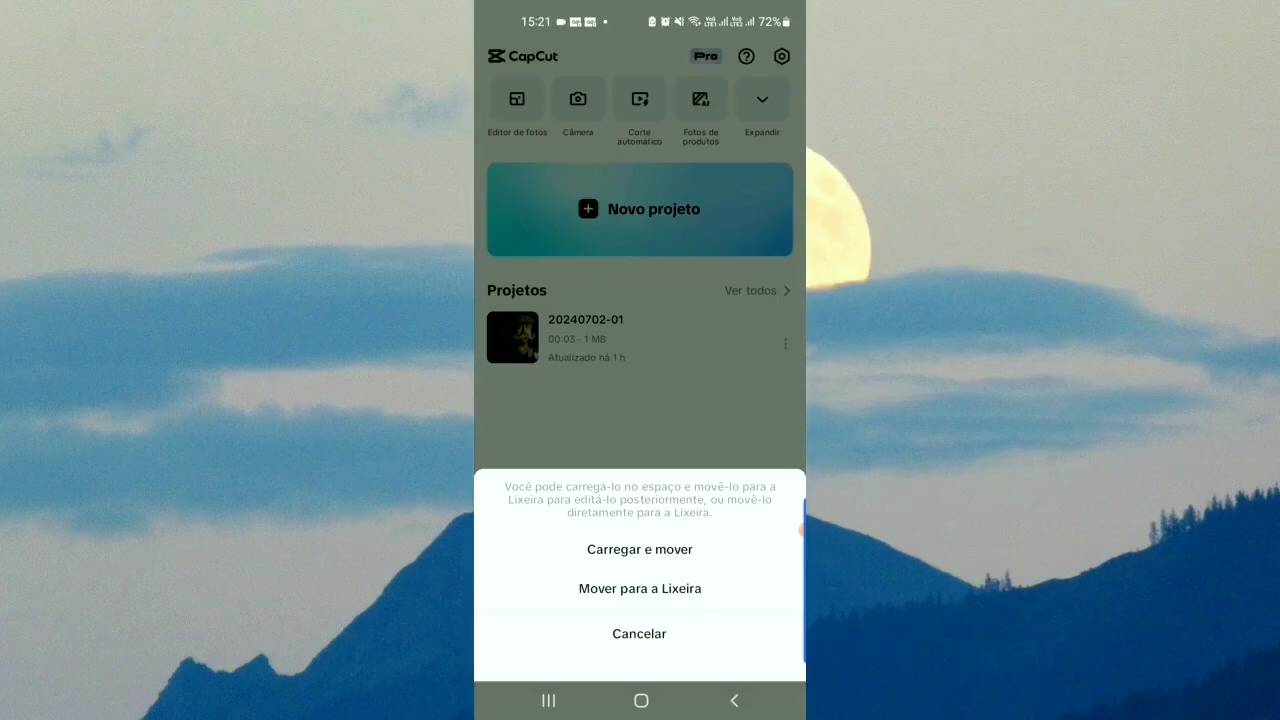 15:21
72%
CapCut
Pro
Editor de fotos
Câmera
Corte
automático
Fotos de
produtos
Expandir
Novo projeto
Projetos
Ver todos
20240702-01
00:03 · 1 MB
Atualizado há 1 h
Você pode carregá-lo no espaço e movê-lo para a
Lixeira para editá-lo posteriormente, ou movê-lo
diretamente para a Lixeira.
Carregar e mover
Mover para a Lixeira
Cancelar